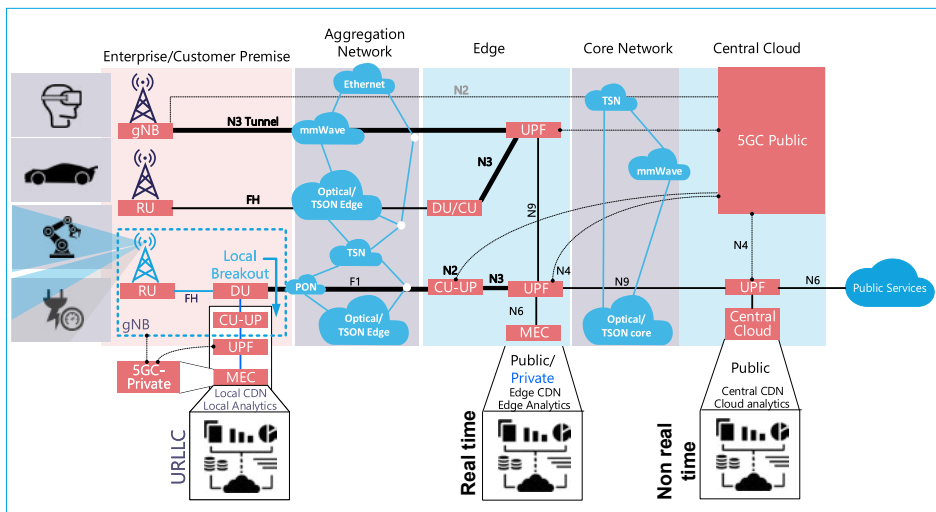 Enterprise/Customer Premise
Aggregation
Network
Edge
Core Network
Central Cloud
Ethernet
N2
TSN
gNB
N3 Tunnel
mmWave
UPF
5GC Public
N3
mmWave
RU
FH
Optical/
TSON Edge
DU/CU
N9
Local
Breakout
TSN
N2
N3
N4
N4
RU
FH
DU
PON
F1
CU-UP
UPF
N9
UPF
N6
Public Services
CU-UP
Optical/
TSON Edge
N6
MEC
Optical/
TSON core
Central
Cloud
gNB
UPF
5GC-
Private
MEC
Public/
Private
Public
Local CDN
Local Analytics
Edge CDN
Edge Analytics
Central CDN
Cloud analytics
URLLC
Real time
Non real
time